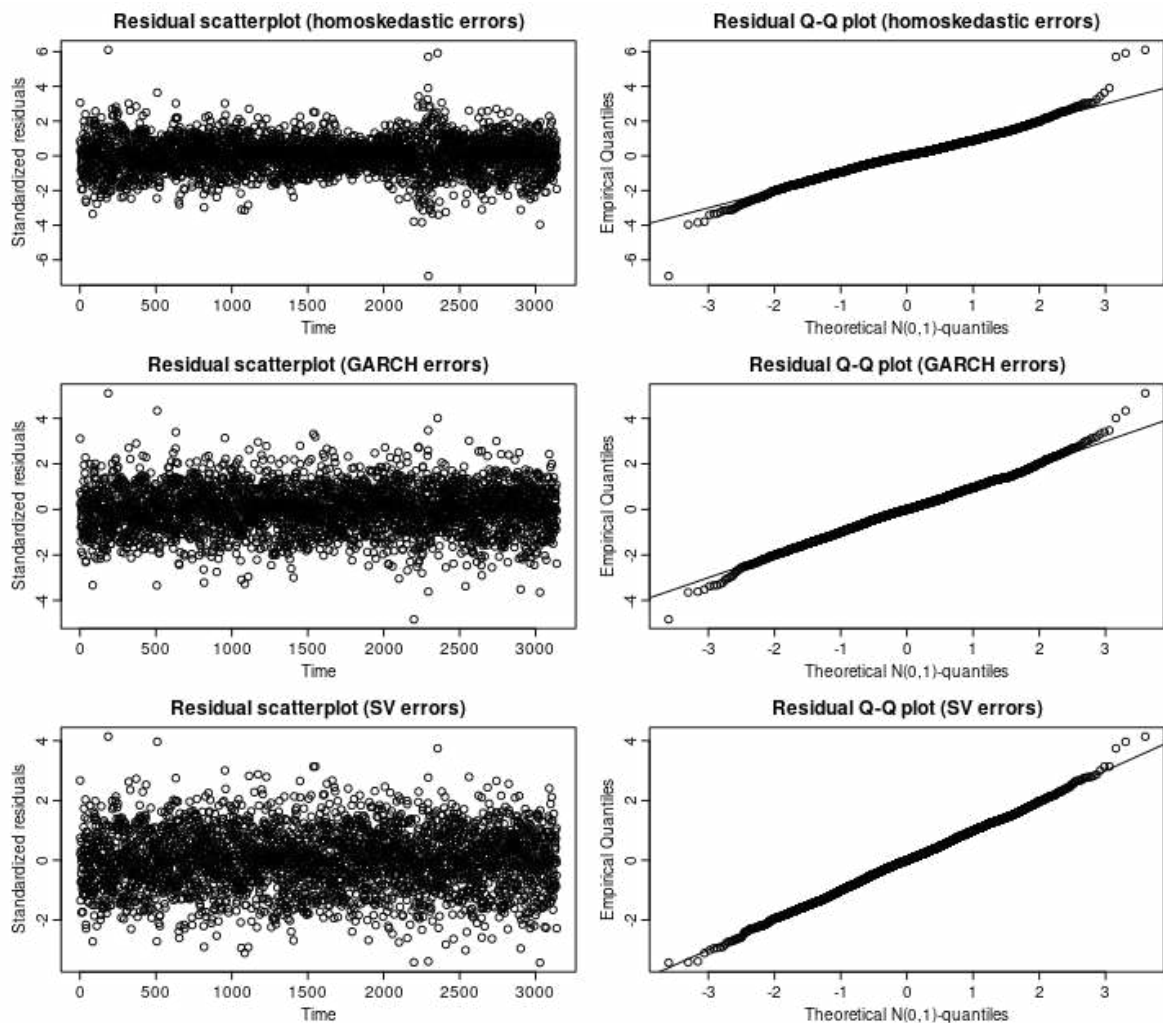 Residual scatterplot (homoskedastic errors)
Standardized residuals
6
4
2
0
-2
-4
-6
0 500 1000 1500 2000 2500 3000
Time
Residual Q-Q plot (homoskedastic errors)
Empirical Quantiles
6
4
2
0
-2
-4
-6
-3 -2 -1 0 1 2 3
Theoretical N(0,1)-quantiles
Residual scatterplot (GARCH errors)
Standardized residuals
4
2
0
-2
-4
0 500 1000 1500 2000 2500 3000
Time
Residual Q-Q plot (GARCH errors)
Empirical Quantiles
4
2
0
-2
-4
-3 -2 -1 0 1 2 3
Theoretical N(0,1)-quantiles
Residual scatterplot (SV errors)
Standardized residuals
4
2
0
-2
0 500 1000 1500 2000 2500 3000
Time
Residual Q-Q plot (SV errors)
Empirical Quantiles
4
2
0
-2
-3 -2 -1 0 1 2 3
Theoretical N(0,1)-quantiles